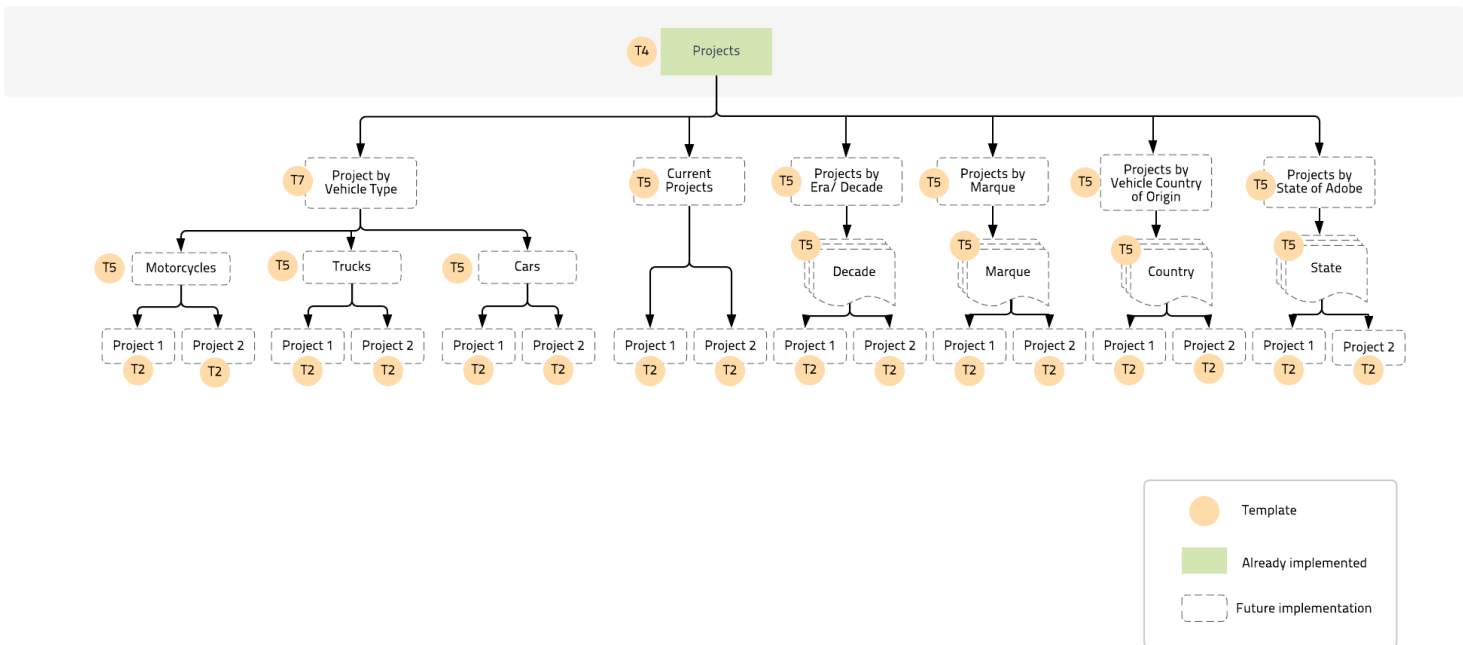 T4
Projects
T7
Project by
Vehicle Type
T5
Current
Projects
T5
Projects by
Era/ Decade
T5
Projects by
Marque
T5
Projects by
Vehicle Country
of Origin
T5
Projects by
State of Adobe
T5
Motorcycles
T5
Trucks
T5
Cars
T5
Decade
T5
Marque
T5
Country
T5
State
Project 1
T2
Project 2
T2
Project 1
T2
Project 2
T2
Project 1
T2
Project 2
T2
Project 1
T2
Project 2
T2
Project 1
T2
Project 2
T2
Project 1
T2
Project 2
T2
Project 1
T2
Project 2
T2
Project 1
T2
Project 2
T2
Template
Already implemented
Future implementation